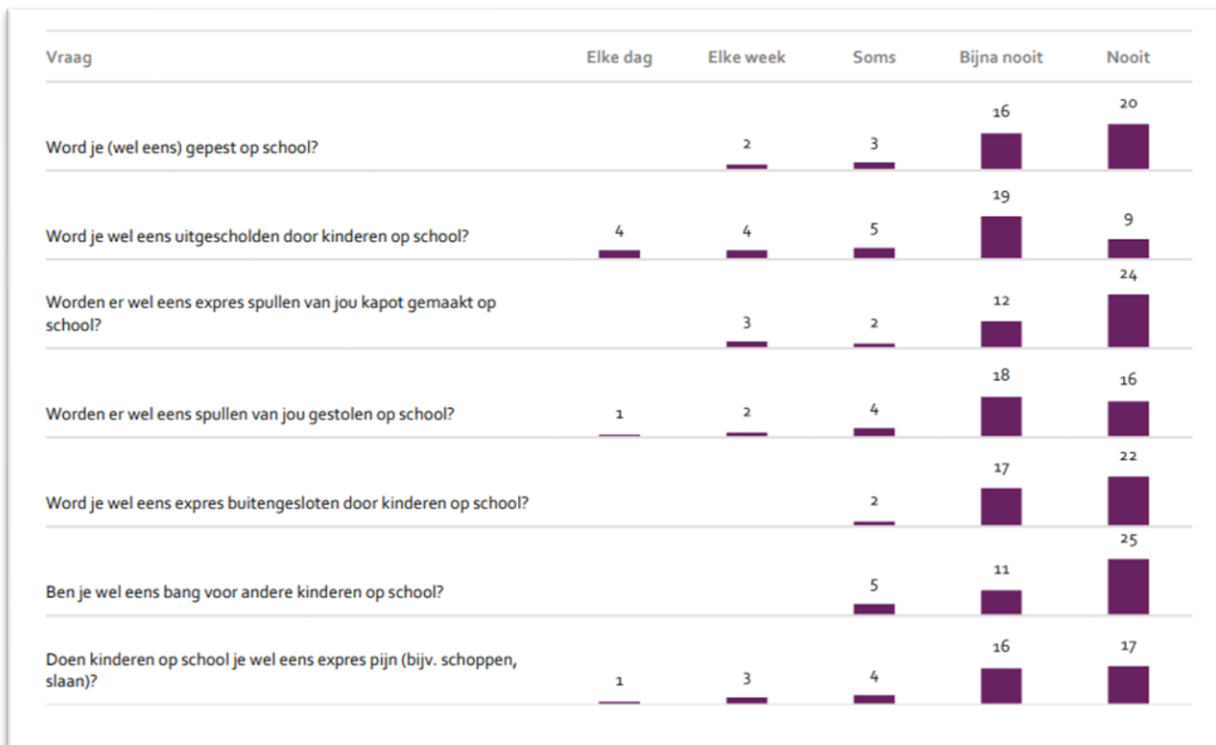 Vraag Elke dag Elke week Soms Bijna nooit Nooit
Word je (wel eens) gepest op school? 2 3 16 20
Word je wel eens uitgescholden door kinderen op school? 4 4 5 19 9
Worden er wel eens expres spullen van jou kapot gemaakt op
school? 3 2 12 24
Worden er wel eens spullen van jou gestolen op school? 1 2 4 18 16
Word je wel eens expres buitengesloten door kinderen op school? 2 17 22
Ben je wel eens bang voor andere kinderen op school? 5 11 25
Doen kinderen op school je wel eens expres pijn (bijv. schoppen,
slaan)? 1 3 4 16 17